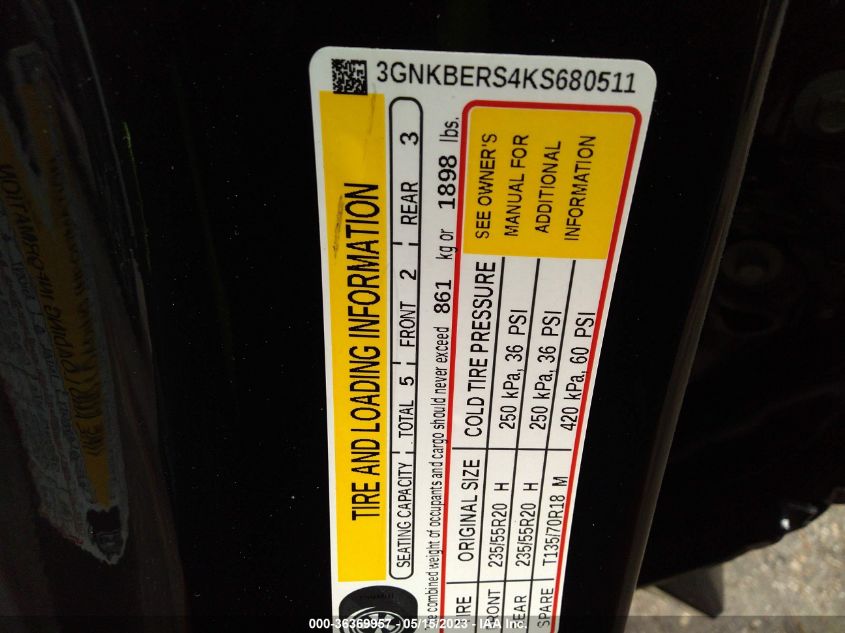 3GNKBERS4KS680511
TIRE AND LOADING INFORMATION
SEATING CAPACITY TOTAL 5 FRONT 2 REAR 3
combined weight of occupants and cargo should never exceed 861 kg or 1898 lbs.
ORIGINAL SIZE COLD TIRE PRESSURE
235/55R20 H 250 kPa, 36 PSI
235/55R20 H 250 kPa, 36 PSI
SPARE T135/70R18 M 420 kPa, 60 PSI
SEE OWNER'S
MANUAL FOR
ADDITIONAL
INFORMATION
000-36369957 - 05/15/2023 - IAA Inc.